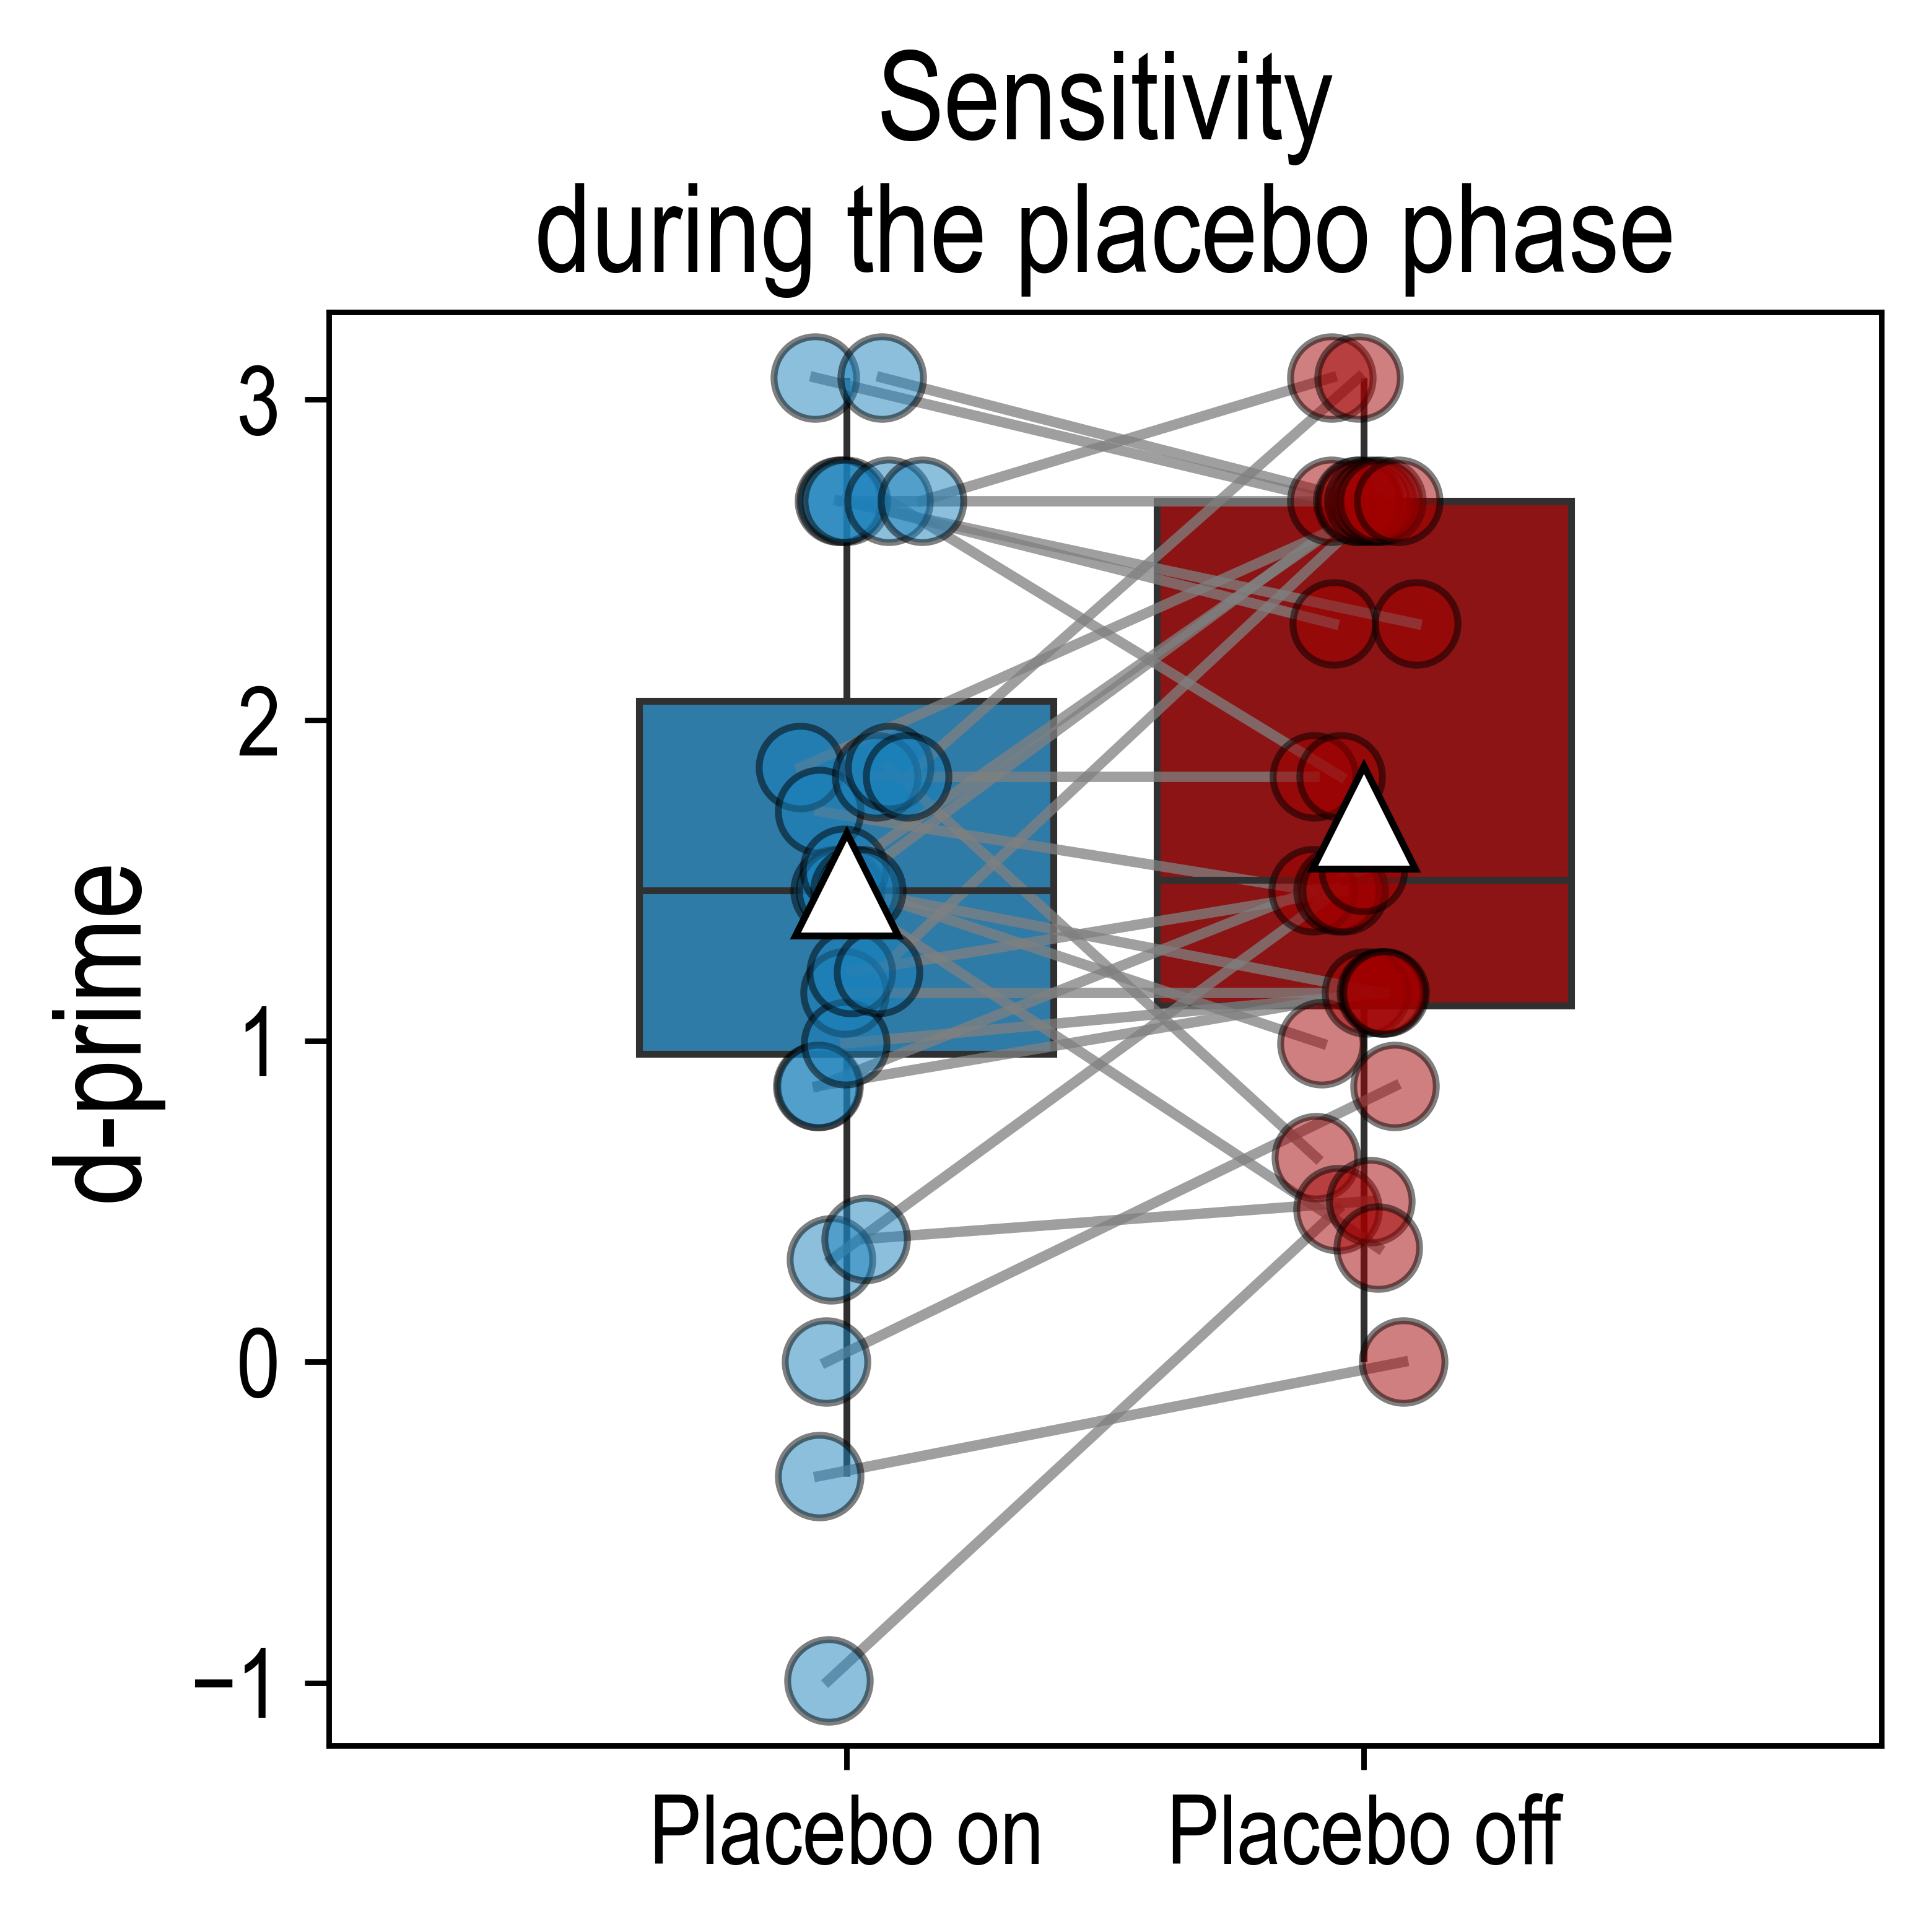 Sensitivity
during the placebo phase
d-prime
3
2
1
0
-1
Placebo on
Placebo off